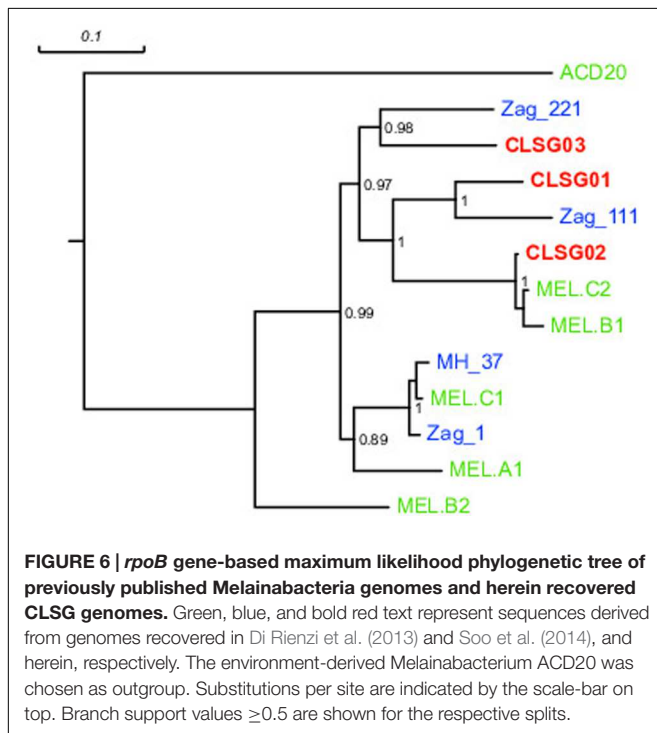 0.1
ACD20
Zag_221
0.98
CLSG03
0.97
CLSG01
1
Zag_111
1
CLSG02
1
MEL.C2
MEL.B1
0.99
MH_37
MEL.C1
1
Zag_1
0.89
MEL.A1
MEL.B2
FIGURE 6 | rpoB gene-based maximum likelihood phylogenetic tree of
previously published Melainabacteria genomes and herein recovered
CLSG genomes. Green, blue, and bold red text represent sequences derived
from genomes recovered in Di Rienzi et al. (2013) and Soo et al. (2014), and
herein, respectively. The environment-derived Melainabacterium ACD20 was
chosen as outgroup. Substitutions per site are indicated by the scale-bar on
top. Branch support values ≥0.5 are shown for the respective splits.